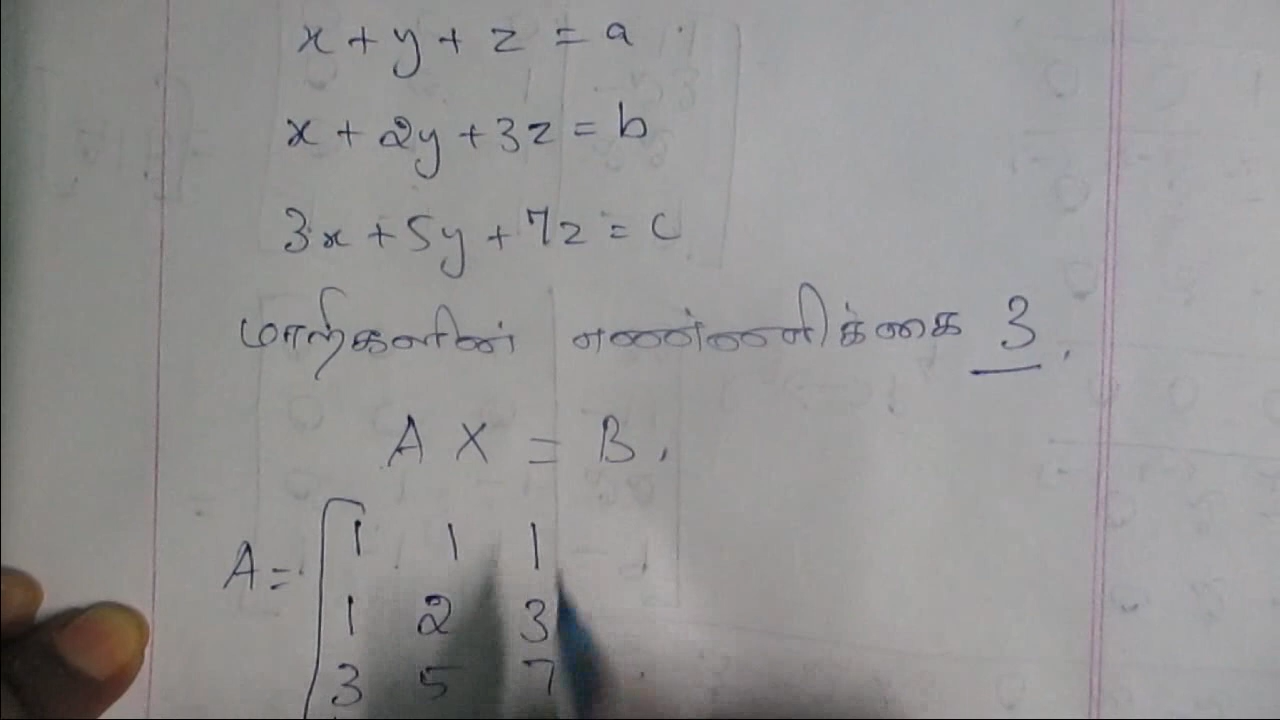 x + y + z = a
x + 2y + 3z = b
3x + 5y + 7z = c
மாறிகளின் எண்ணிக்கை 3.
A X = B.
A = [ 1 1 1
1 2 3
3 5 7